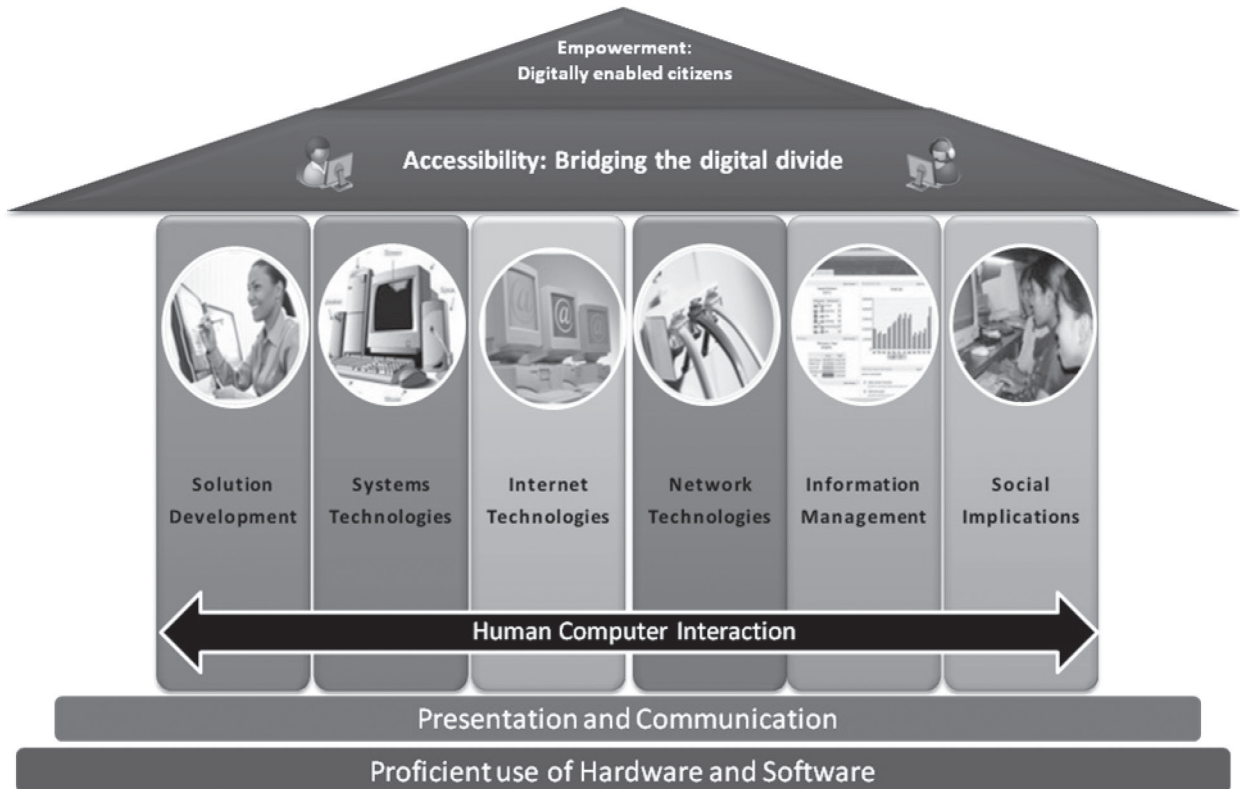 Empowerment:
Digitally enabled citizens
Accessibility: Bridging the digital divide
Solution
Development
Systems
Technologies
Internet
Technologies
Network
Technologies
Information
Management
Social
Implications
Human Computer Interaction
Presentation and Communication
Proficient use of Hardware and Software